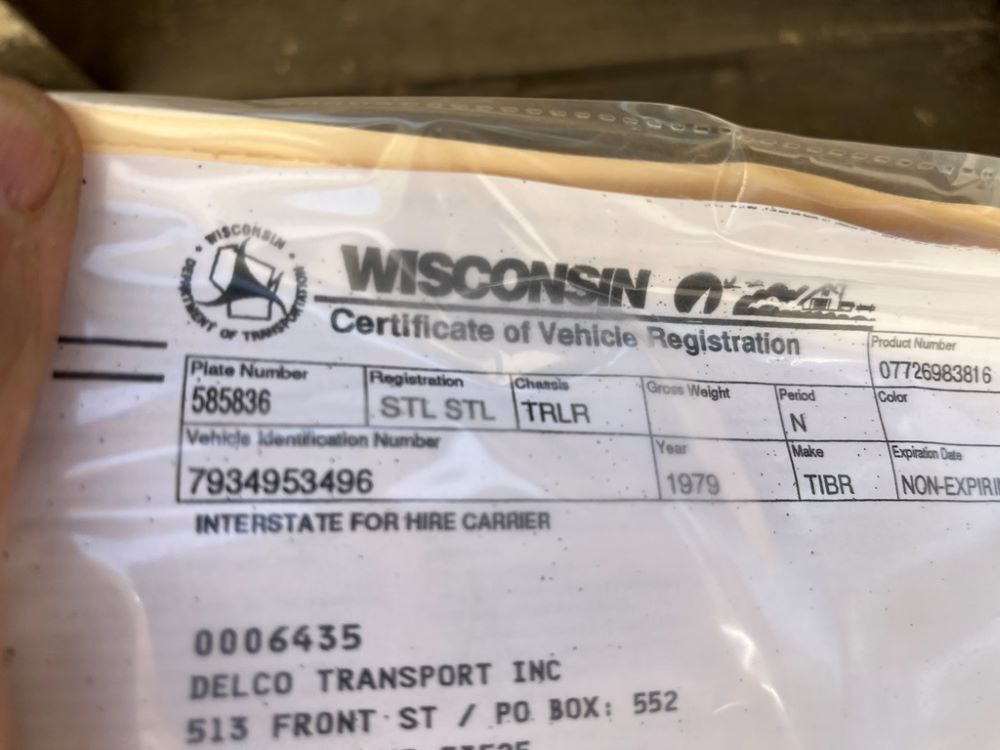 WISCONSIN
DEPARTMENT OF TRANSPORTATION
WISCONSIN
Certificate of Vehicle Registration
Product Number
07726983816
Plate Number Registration Chassis Gross Weight Period Color
585836 STL STL TRLR N
Vehicle Identification Number Year Make Expiration Date
7934953496 1979 TIBR NON-EXPIRI
INTERSTATE FOR HIRE CARRIER
0006435
DELCO TRANSPORT INC
513 FRONT ST / PO BOX: 552